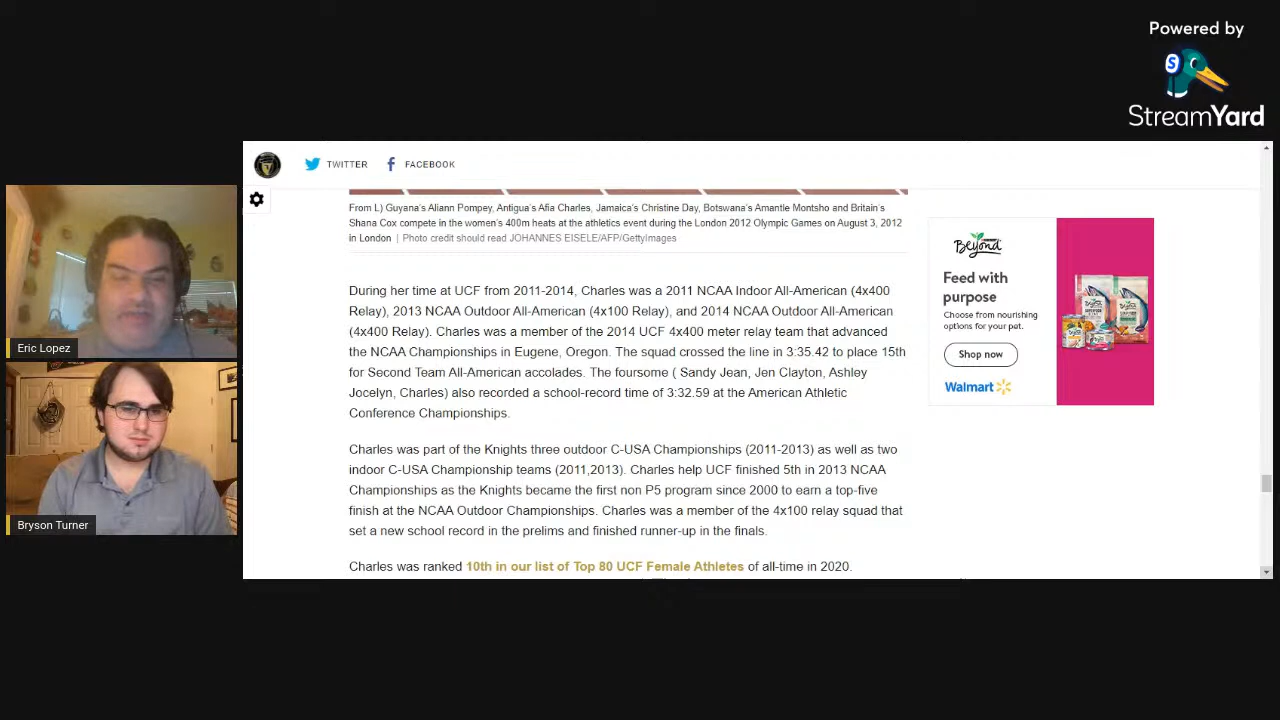 Powered by
S
StreamYard
TWITTER
FACEBOOK
From L) Guyana's Aliann Pompey, Antigua's Afia Charles, Jamaica's Christine Day, Botswana's Amantle Montsho and Britain's
Shana Cox compete in the women's 400m heats at the athletics event during the London 2012 Olympic Games on August 3, 2012
in London | Photo credit should read JOHANNES EISELE/AFP/GettyImages
During her time at UCF from 2011-2014, Charles was a 2011 NCAA Indoor All-American (4x400
Relay), 2013 NCAA Outdoor All-American (4x100 Relay), and 2014 NCAA Outdoor All-American
(4x400 Relay). Charles was a member of the 2014 UCF 4x400 meter relay team that advanced
the NCAA Championships in Eugene, Oregon. The squad crossed the line in 3:35.42 to place 15th
for Second Team All-American accolades. The foursome ( Sandy Jean, Jen Clayton, Ashley
Jocelyn, Charles) also recorded a school-record time of 3:32.59 at the American Athletic
Conference Championships.
Charles was part of the Knights three outdoor C-USA Championships (2011-2013) as well as two
indoor C-USA Championship teams (2011,2013). Charles help UCF finished 5th in 2013 NCAA
Championships as the Knights became the first non P5 program since 2000 to earn a top-five
finish at the NCAA Outdoor Championships. Charles was a member of the 4x100 relay squad that
set a new school record in the prelims and finished runner-up in the finals.
Charles was ranked 10th in our list of Top 80 UCF Female Athletes of all-time in 2020.
Beyond
Feed with
purpose
Choose from nourishing
options for your pet.
Shop now
Walmart
Eric Lopez
Bryson Turner